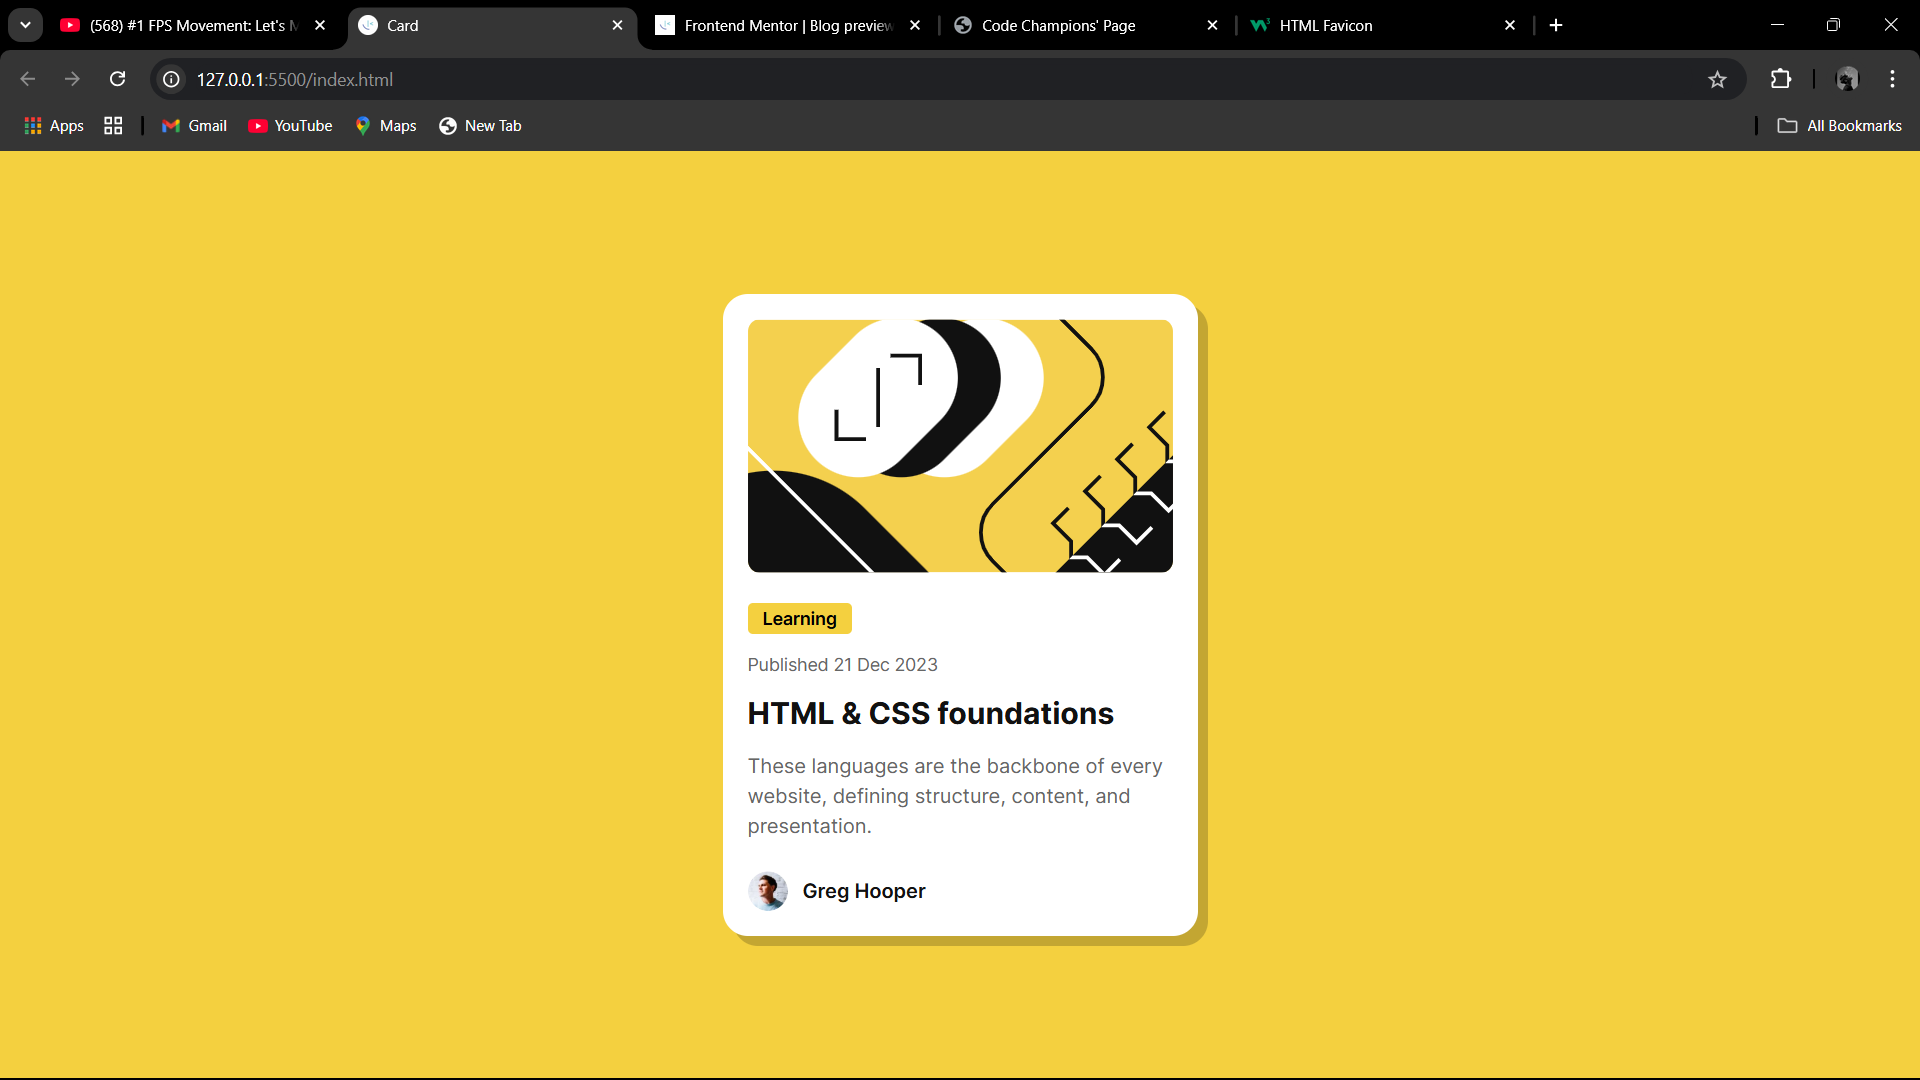 (568) #1 FPS Movement: Let's
Card
Frontend Mentor | Blog preview
Code Champions' Page
HTML Favicon
127.0.0.1:5500/index.html
Apps
Gmail
YouTube
Maps
New Tab
All Bookmarks
Learning
Published 21 Dec 2023
HTML & CSS foundations
These languages are the backbone of every
website, defining structure, content, and
presentation.
Greg Hooper